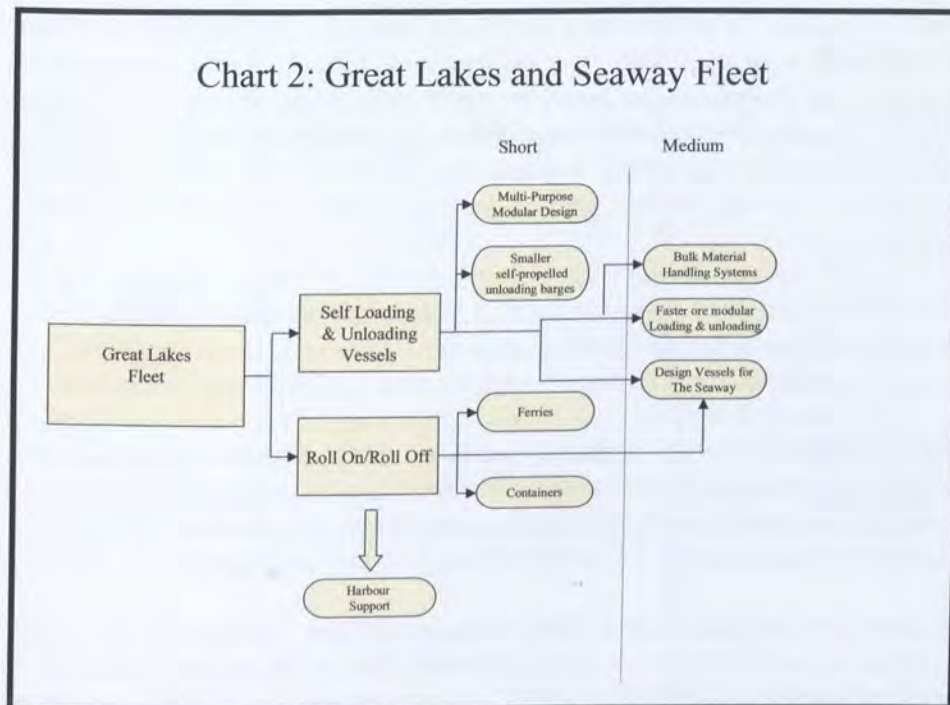 Chart 2: Great Lakes and Seaway Fleet
Short
Medium
Multi-Purpose
Modular Design
Smaller
self-propelled
unloading barges
Bulk Material
Handling Systems
Self Loading
& Unloading
Vessels
Faster ore modular
Loading & unloading
Great Lakes
Fleet
Design Vessels for
The Seaway
Ferries
Roll On/Roll Off
Containers
Harbour
Support